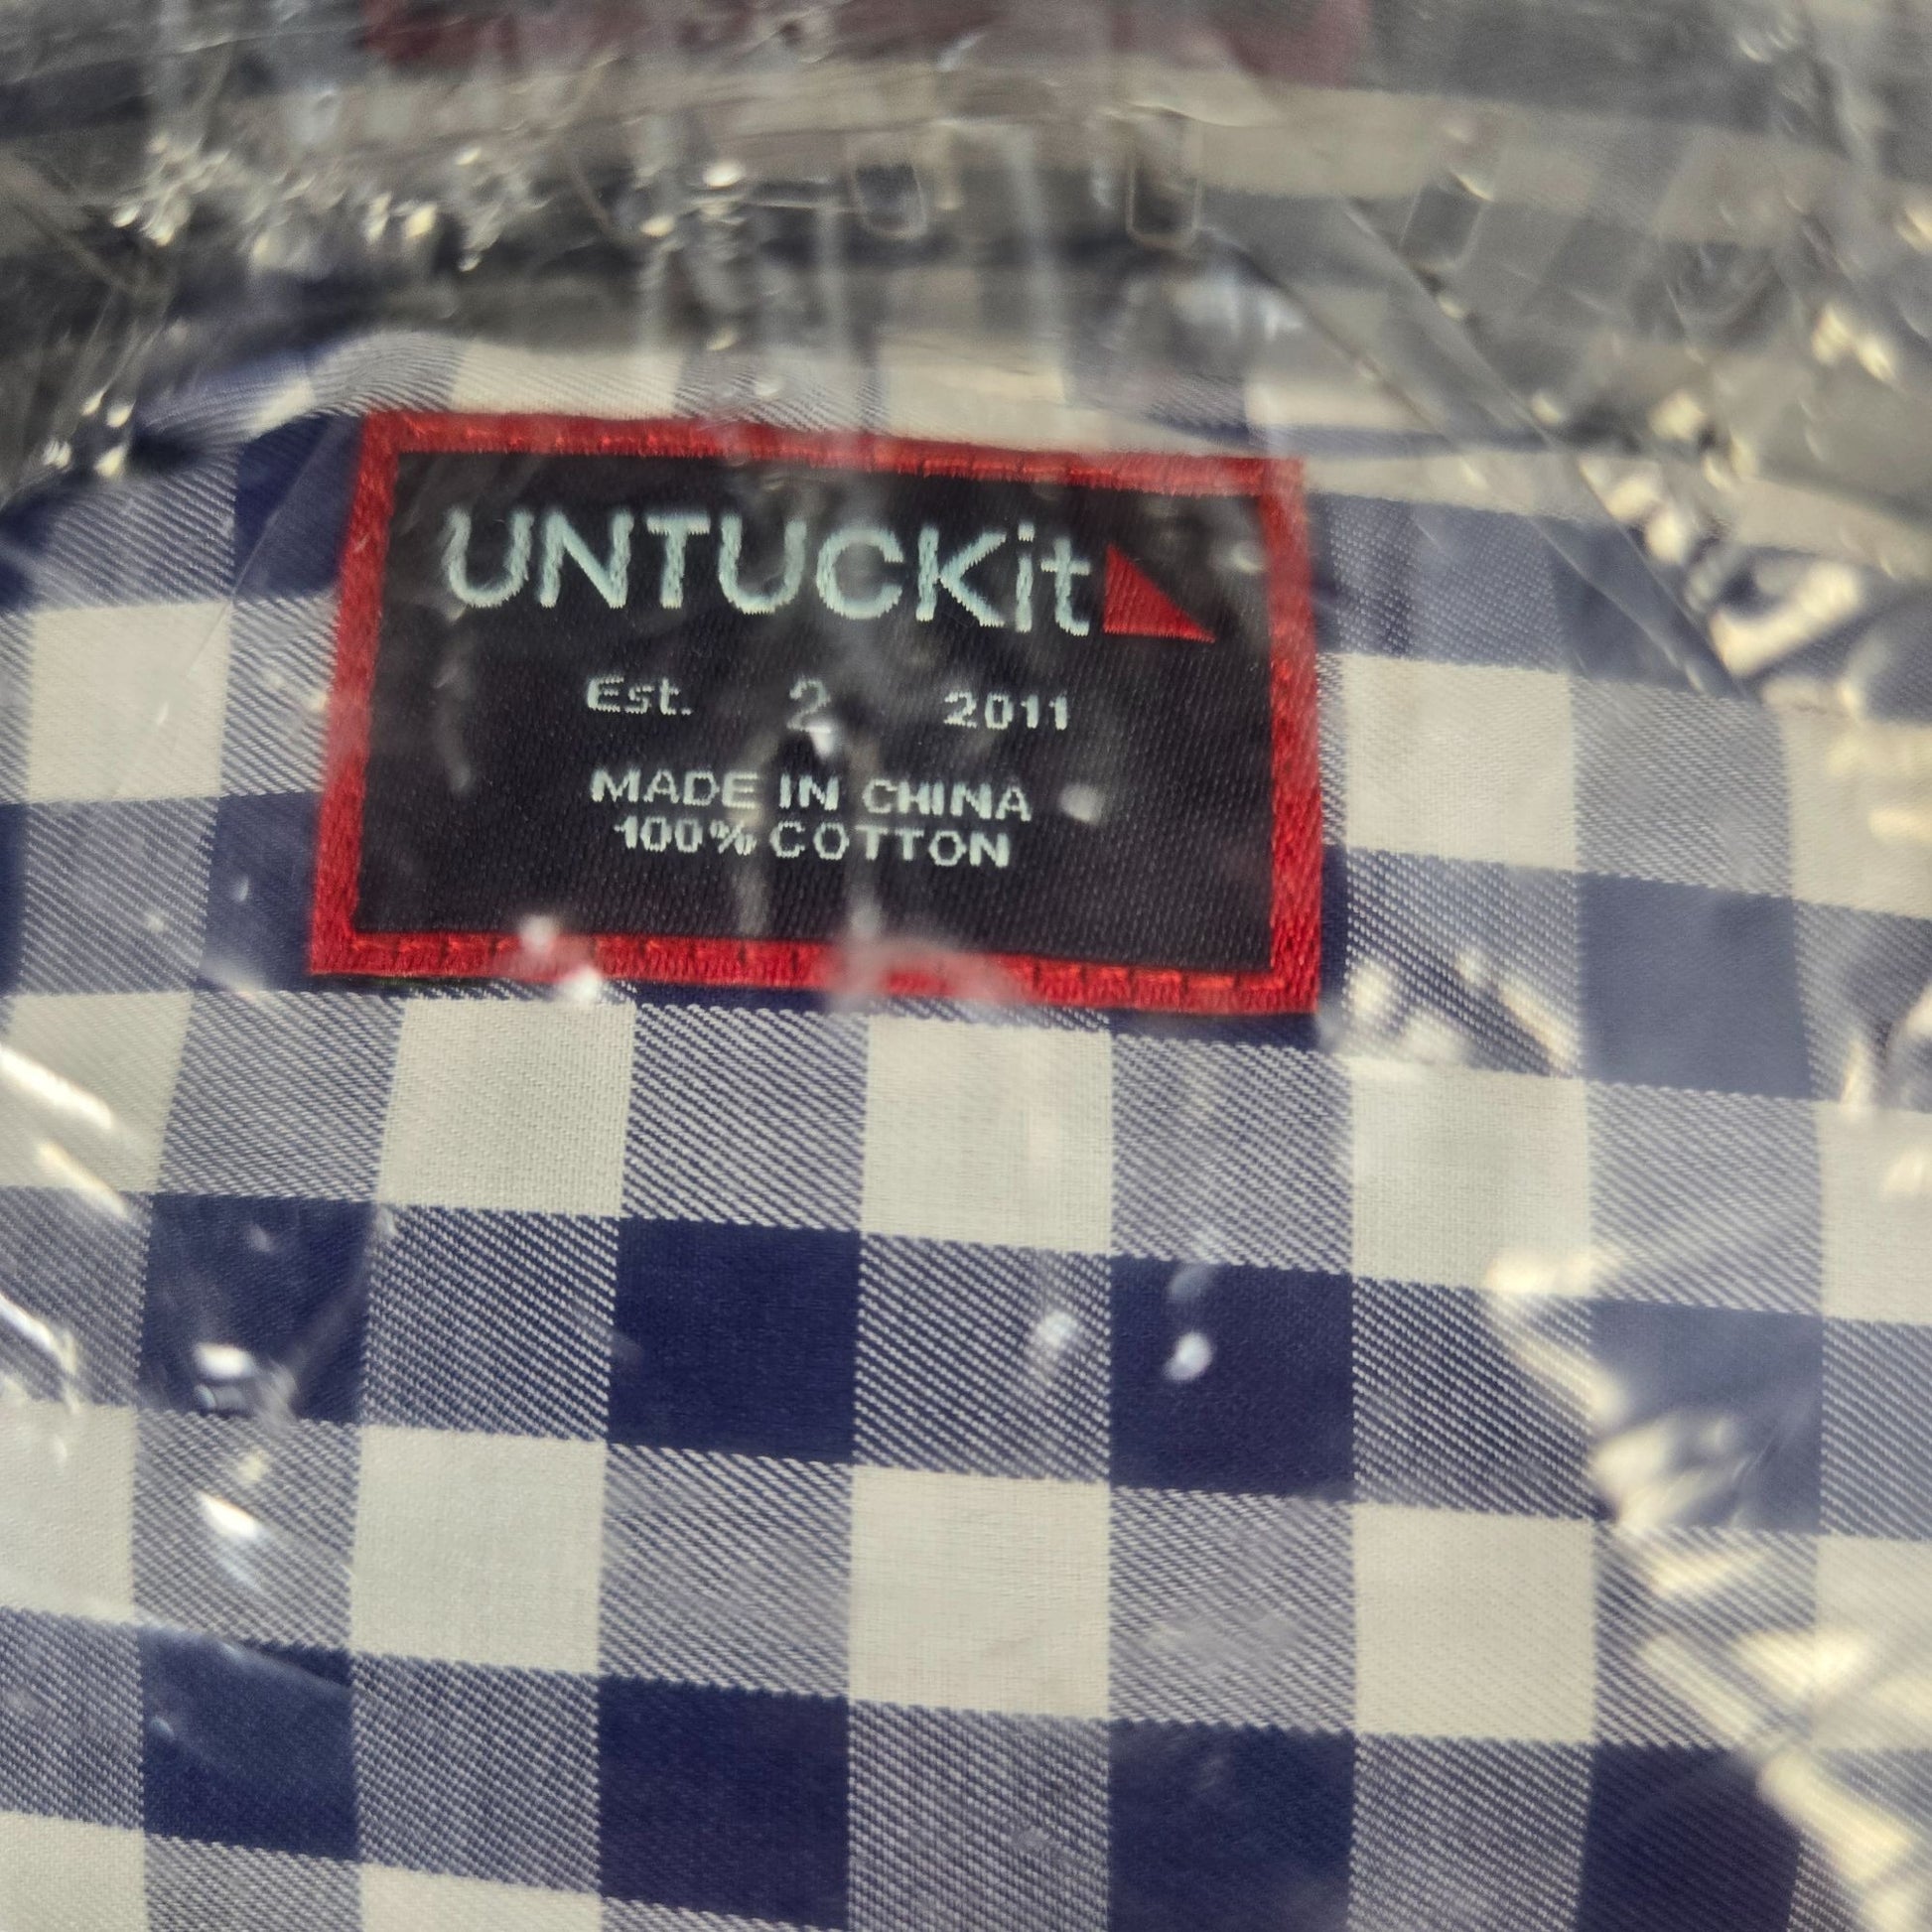 UNTUCKit
Est. 2 2011
MADE IN CHINA
100% COTTON